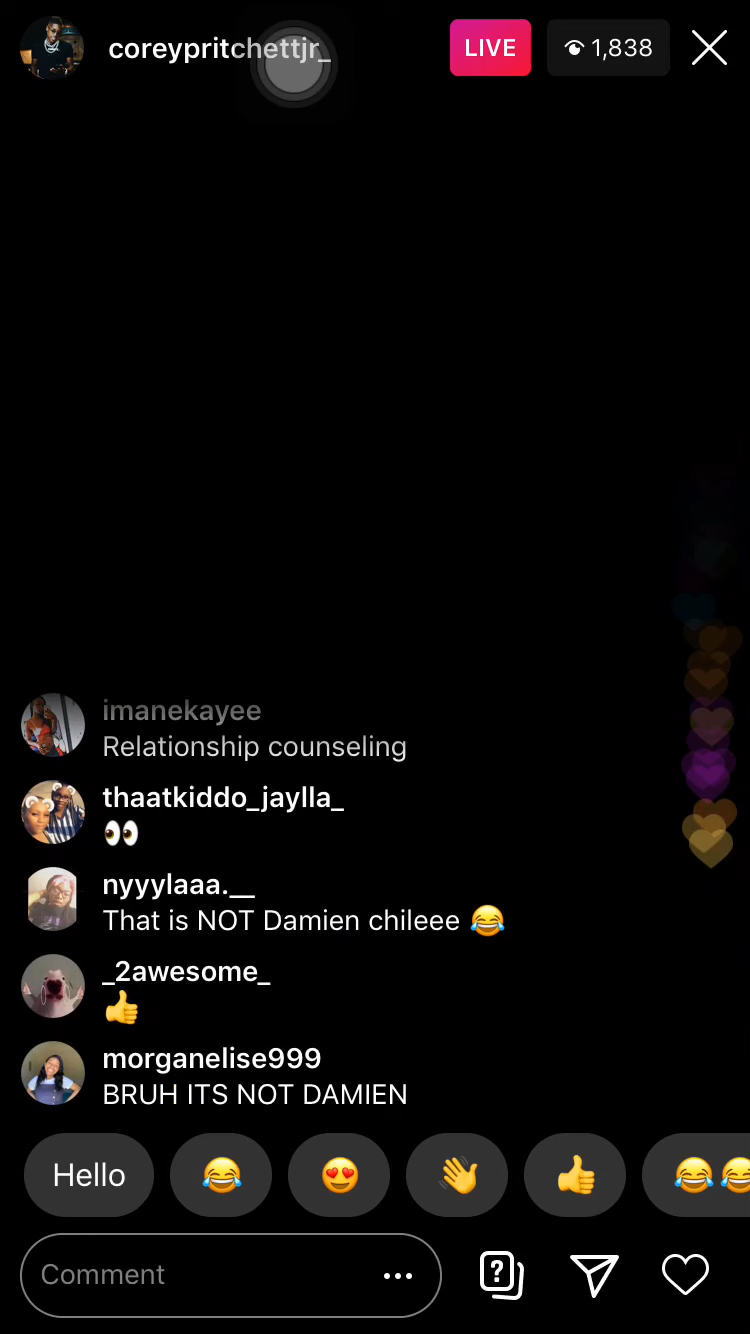 coreypritchettjr_
LIVE
1,838
imanekayee
Relationship counseling
thaatkiddo_jaylla_
👀
nyyylaaa.__
That is NOT Damien chileee 😂
_2awesome_
👍
morganelise999
BRUH ITS NOT DAMIEN
Hello 😂 😍 👋 👍 😂😂
Comment